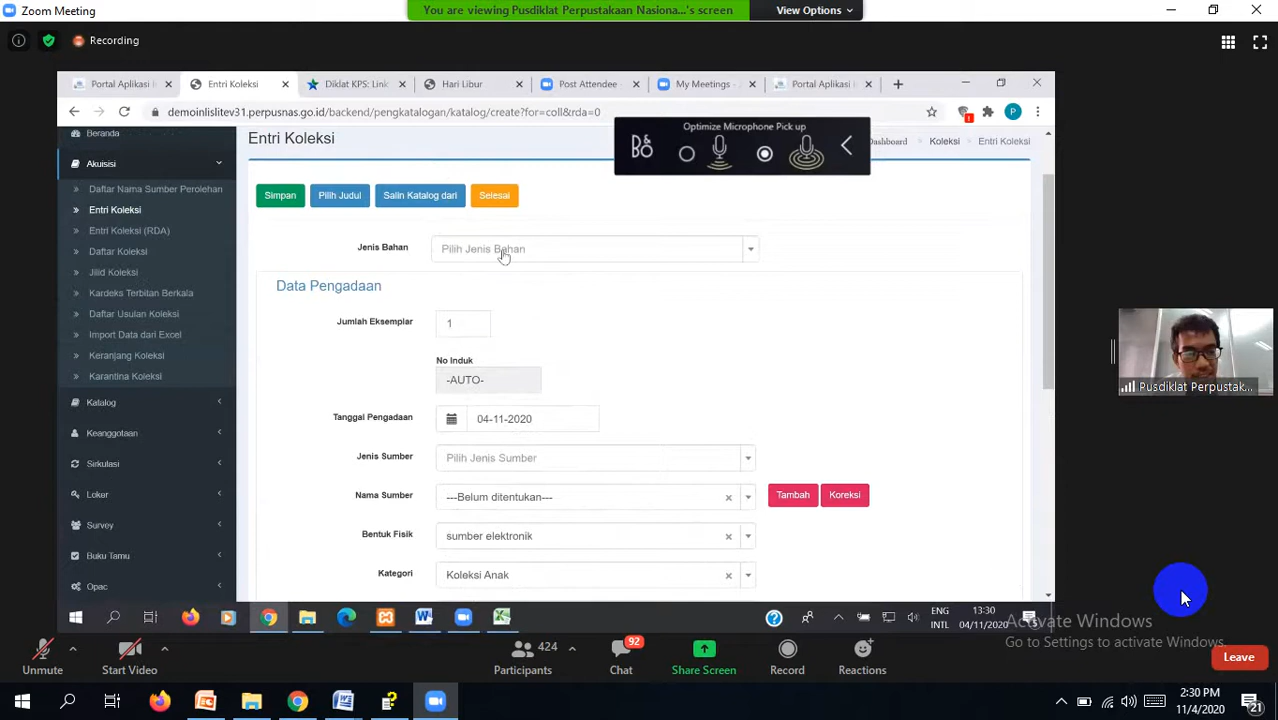 Zoom Meeting
You are viewing Pusdiklat Perpustakaan Nasiona...'s screen
View Options
Recording
Portal Aplikasi I
Entri Koleksi
Diklat KPS: Link
Hari Libur
Post Attendee -
My Meetings -
Portal Aplikasi in
demoinlislitev31.perpusnas.go.id/backend/pengkatalogan/katalog/create?for=coll&rda=0
P
Optimize Microphone Pick up
Beranda
Entri Koleksi
Dashboard
Koleksi
Entri Koleksi
Akuisisi
Daftar Nama Sumber Perolehan
Entri Koleksi
Entri Koleksi (RDA)
Daftar Koleksi
Jilid Koleksi
Kardeks Terbitan Berkala
Daftar Usulan Koleksi
Import Data dari Excel
Keranjang Koleksi
Karantina Koleksi
Katalog
Keanggotaan
Sirkulasi
Loker
Survey
Buku Tamu
Opac
Simpan
Pilih Judul
Salin Katalog dari
Selesai
Jenis Bahan
Pilih Jenis Bahan
Data Pengadaan
Jumlah Eksemplar
1
No Induk
-AUTO-
Tanggal Pengadaan
04-11-2020
Jenis Sumber
Pilih Jenis Sumber
Nama Sumber
---Belum ditentukan---
Tambah
Koreksi
Bentuk Fisik
sumber elektronik
Kategori
Koleksi Anak
Pusdiklat Perpustak...
ENG
INTL
13:30
04/11/2020
Activate Windows
Go to Settings to activate Windows.
Unmute
Start Video
424
Participants
92
Chat
Share Screen
Record
Reactions
Leave
2:30 PM
11/4/2020
21